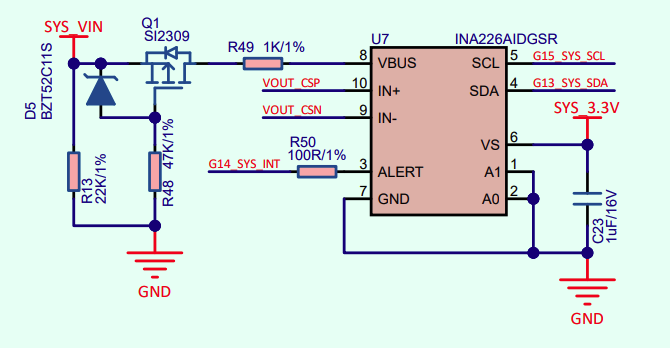 SYS_VIN
Q1
SI2309
D5
BZT52C11S
R13
22K/1%
R48
47K/1%
GND
R49 1K/1%
VOUT_CSP
VOUT_CSN
R50
100R/1%
G14_SYS_INT
U7 INA226AIDGSR
8 VBUS SCL 5 G15_SYS_SCL
10 IN+ SDA 4 G13_SYS_SDA
9 IN-
SYS_3.3V
VS 6
3 ALERT A1 1
7 GND A0 2
C23
1uF/16V
GND